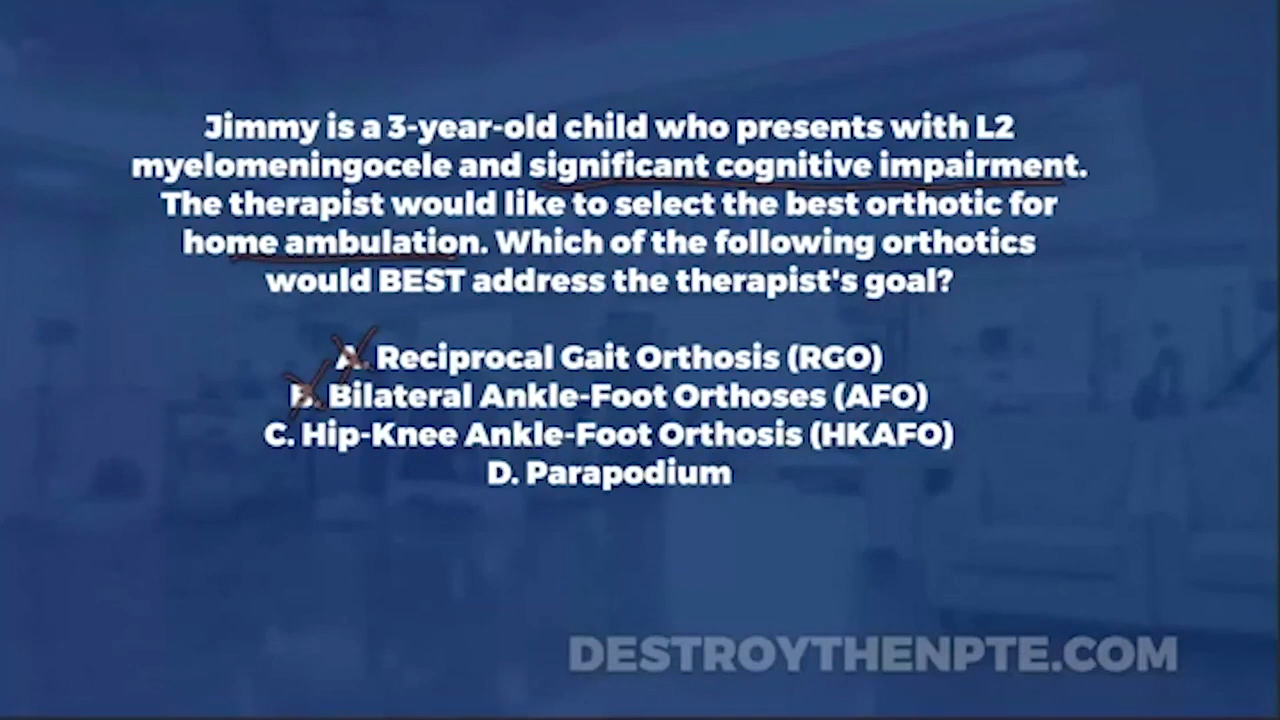 Jimmy is a 3-year-old child who presents with L2
myelomeningocele and significant cognitive impairment.
The therapist would like to select the best orthotic for
home ambulation. Which of the following orthotics
would BEST address the therapist's goal?
A. Reciprocal Gait Orthosis (RGO)
B. Bilateral Ankle-Foot Orthoses (AFO)
C. Hip-Knee Ankle-Foot Orthosis (HKAFO)
D. Parapodium
DESTROYTHENPTE.COM